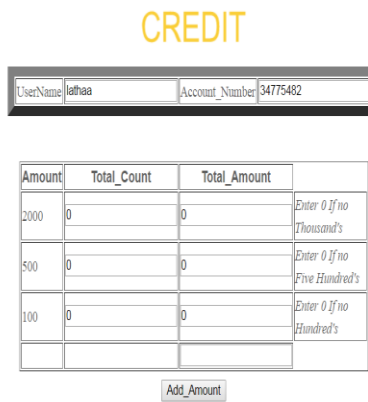 CREDIT
UserName lathaa Account_Number 34775482
Amount Total_Count Total_Amount
2000 0 0 Enter 0 If no
Thousand's
500 0 0 Enter 0 If no
Five Hundred's
100 0 0 Enter 0 If no
Hundred's
Add_Amount